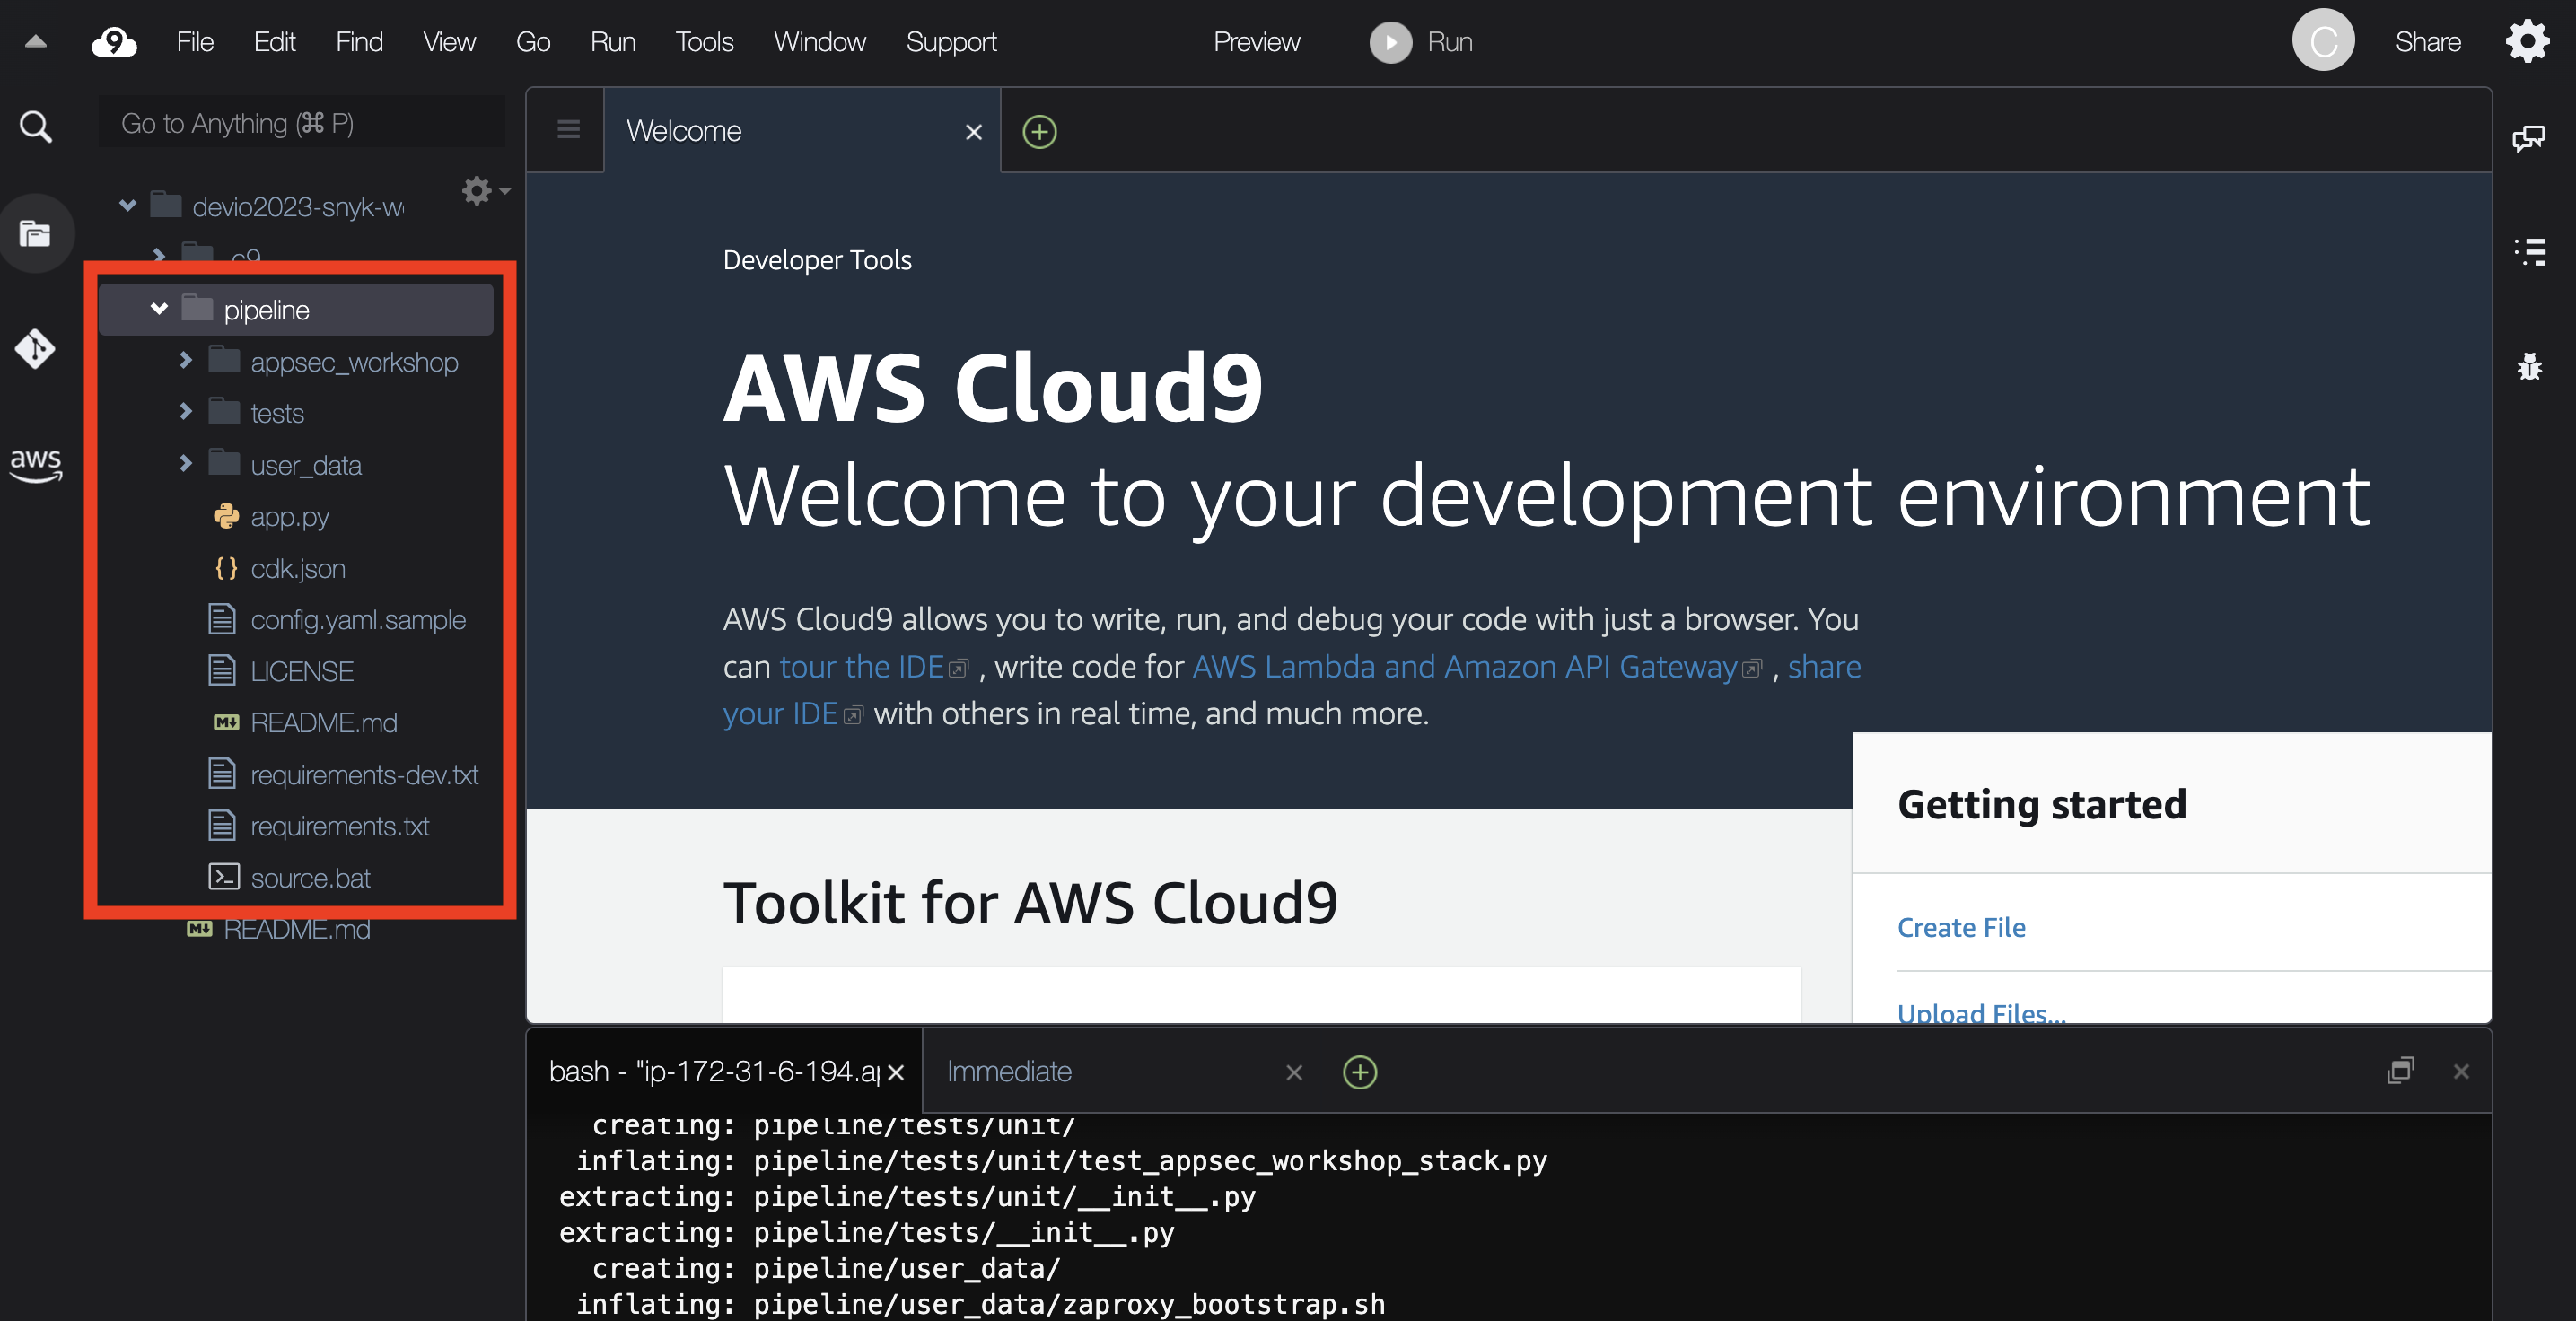 9 File Edit Find View Go Run Tools Window Support Preview Run C Share
Go to Anything (⌘ P)
devio2023-snyk-w
c9
pipeline
appsec_workshop
tests
user_data
app.py
cdk.json
config.yaml.sample
LICENSE
README.md
requirements-dev.txt
requirements.txt
source.bat
README.md
aws
Welcome
Developer Tools
AWS Cloud9
Welcome to your development environment
AWS Cloud9 allows you to write, run, and debug your code with just a browser. You
can tour the IDE , write code for AWS Lambda and Amazon API Gateway , share
your IDE with others in real time, and much more.
Getting started
Create File
Upload Files...
Toolkit for AWS Cloud9
bash - "ip-172-31-6-194.ap Immediate
creating: pipeline/tests/unit/
inflating: pipeline/tests/unit/test_appsec_workshop_stack.py
extracting: pipeline/tests/unit/__init__.py
extracting: pipeline/tests/__init__.py
creating: pipeline/user_data/
inflating: pipeline/user_data/zaproxy_bootstrap.sh